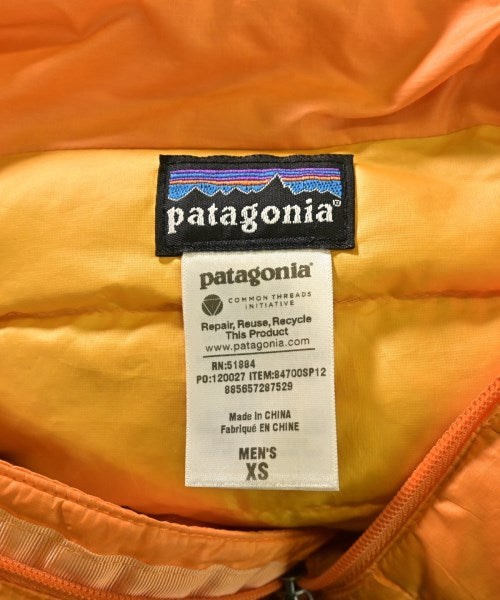 patagonia®
patagonia®
COMMON THREADS
INITIATIVE
Repair, Reuse, Recycle
This Product
www.patagonia.com
RN:51884
PO:120027 ITEM:84700SP12
885657287529
Made in CHINA
Fabriqué EN CHINE
MEN'S
XS